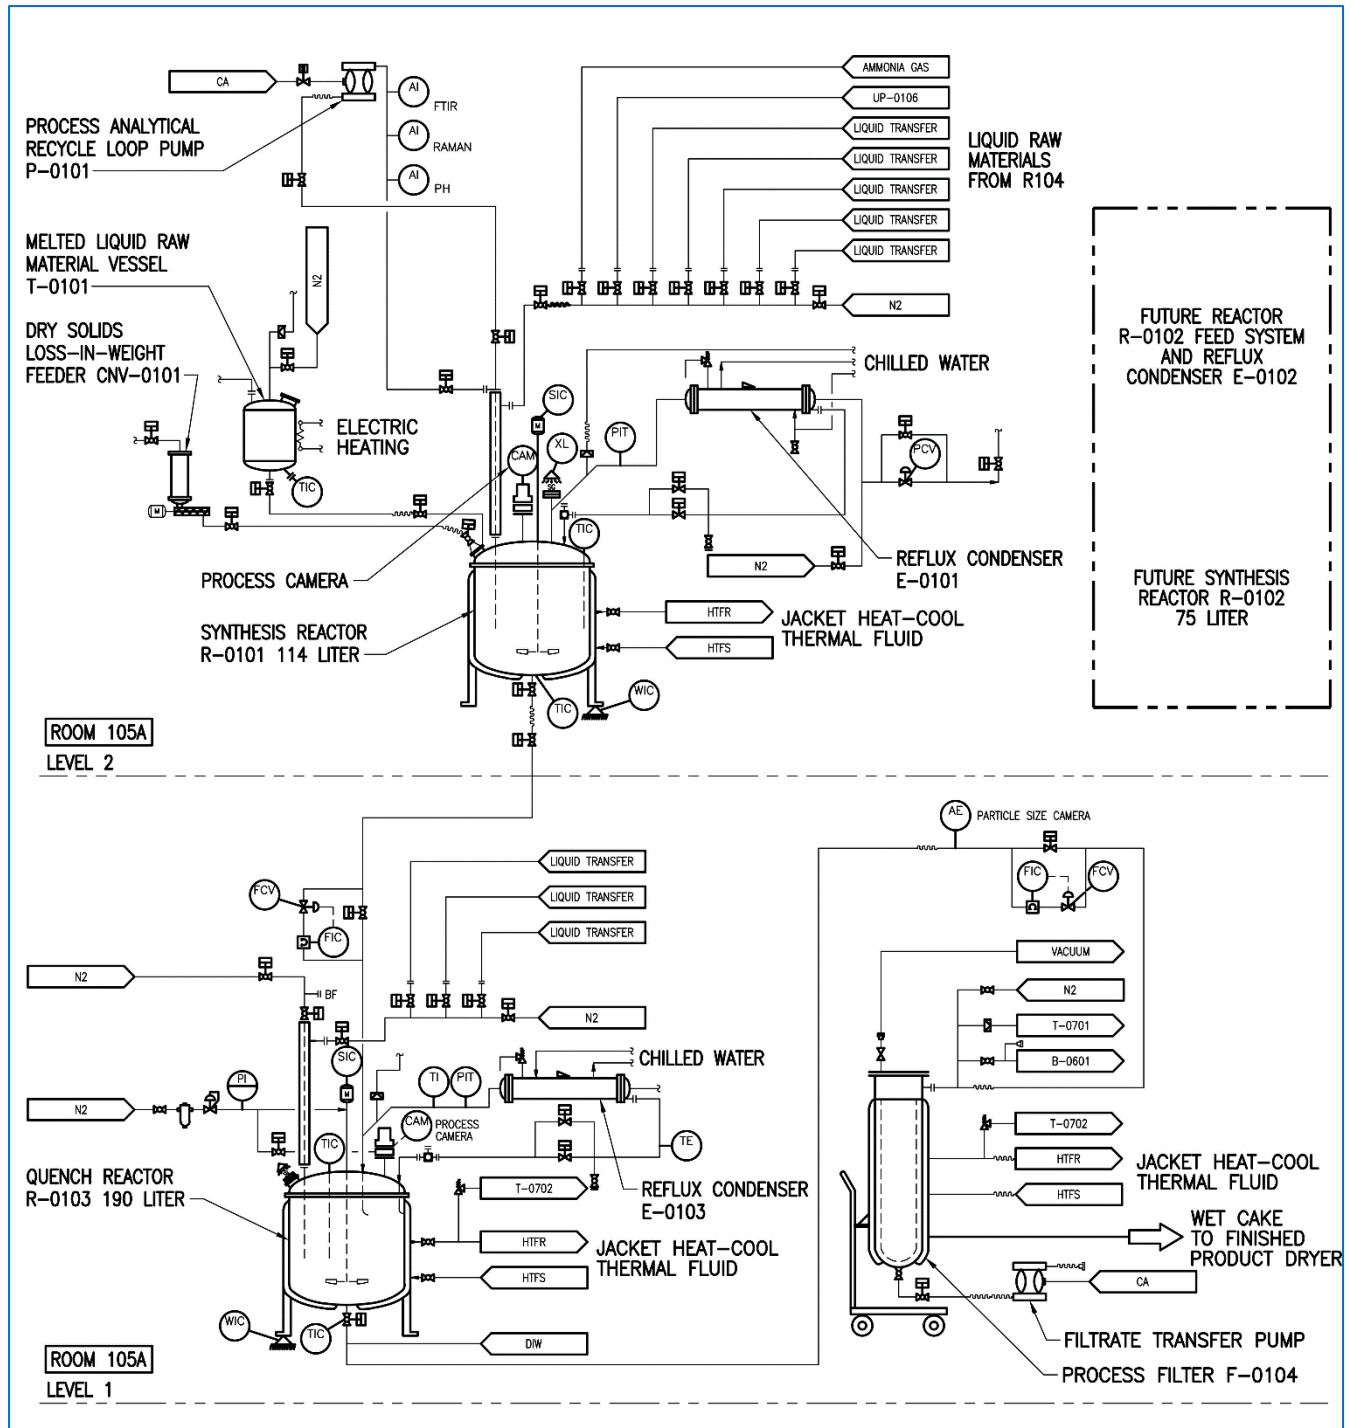 CA
AI
FTIR
AI
RAMAN
AI
PH
PROCESS ANALYTICAL
RECYCLE LOOP PUMP
P-0101
AMMONIA GAS
UP-0106
LIQUID TRANSFER
LIQUID TRANSFER
LIQUID TRANSFER
LIQUID TRANSFER
LIQUID TRANSFER
LIQUID RAW
MATERIALS
FROM R104
N2
MELTED LIQUID RAW
MATERIAL VESSEL
T-0101
N2
DRY SOLIDS
LOSS-IN-WEIGHT
FEEDER CNV-0101
ELECTRIC
HEATING
TIC
M
CHILLED WATER
SIC
M
XL
SG
CAM
PIT
PCV
TIC
N2
REFLUX CONDENSER
E-0101
PROCESS CAMERA
SYNTHESIS REACTOR
R-0101 114 LITER
HTFR
HTFS
JACKET HEAT-COOL
THERMAL FLUID
TIC
WIC
FUTURE REACTOR
R-0102 FEED SYSTEM
AND REFLUX
CONDENSER E-0102
FUTURE SYNTHESIS
REACTOR R-0102
75 LITER
ROOM 105A
LEVEL 2
AE
PARTICLE SIZE CAMERA
FIC
FCV
LIQUID TRANSFER
LIQUID TRANSFER
LIQUID TRANSFER
N2
FCV
FIC
N2
BF
SIC
M
PI
N2
TIC
CAM
PROCESS
CAMERA
TI
PIT
CHILLED WATER
TE
REFLUX CONDENSER
E-0103
T-0702
HTFR
HTFS
JACKET HEAT-COOL
THERMAL FLUID
QUENCH REACTOR
R-0103 190 LITER
WIC
TIC
DIW
VACUUM
N2
T-0701
B-0601
T-0702
HTFR
HTFS
JACKET HEAT-COOL
THERMAL FLUID
WET CAKE
TO FINISHED
PRODUCT DRYER
CA
FILTRATE TRANSFER PUMP
PROCESS FILTER F-0104
ROOM 105A
LEVEL 1